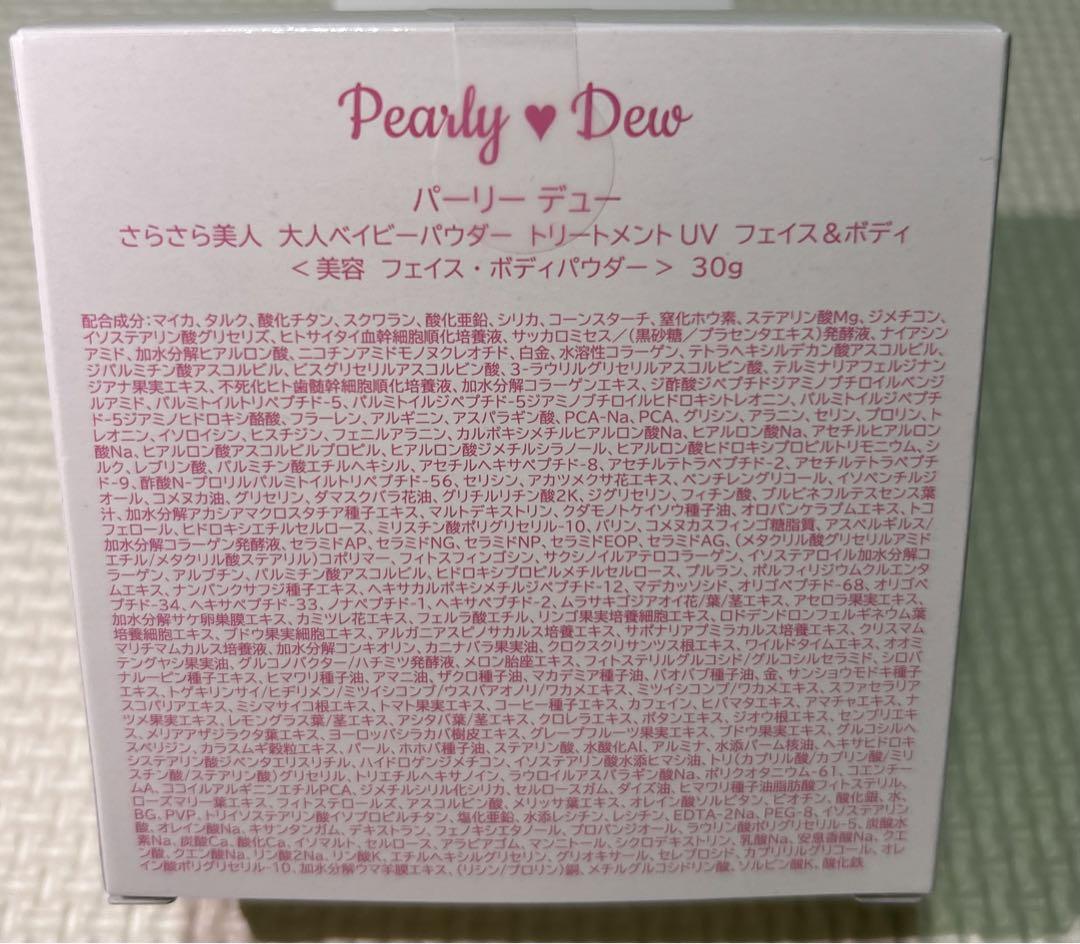 Pearly ♥ Dew
パーリー デュー
さらさら美人 大人ベイビーパウダー トリートメント UV フェイス＆ボディ
＜美容 フェイス・ボディパウダー＞ 30g
配合成分：マイカ、タルク、酸化チタン、スクワラン、酸化亜鉛、シリカ、コーンスターチ、窒化ホウ素、ステアリン酸Mg、ジメチコン、
イソステアリン酸グリセリズ、ヒトサイタイ血幹細胞順化培養液、サッカロミセス／（黒砂糖／プラセンタエキス）発酵液、ナイアシン
アミド、加水分解ヒアルロン酸、ニコチンアミドモノヌクレオチド、白金、水溶性コラーゲン、テトラヘキシルデカン酸アスコルビル、
ジパルミチン酸アスコルビル、ビスグリセリルアスコルビン酸、3-ラウリルグリセリルアスコルビン酸、テルミナリアフェルジナン
ジアナ果実エキス、不死化ヒト歯髄幹細胞順化培養液、加水分解コラーゲンエキス、ジ酢酸ジペプチドジアミノブチロイルベンジ
ルアミド、パルミトイルトリペプチド-5、パルミトイルジペプチド-5ジアミノブチロイルヒドロキシトレオニン、パルミトイルジペプチ
ド-5ジアミノヒドロキシ酪酸、フラーレン、アルギニン、アスパラギン酸、PCA-Na、PCA、グリシン、アラニン、セリン、プロリン、ト
レオニン、イソロイシン、ヒスチジン、フェニルアラニン、カルボキシメチルヒアルロン酸Na、ヒアルロン酸Na、アセチルヒアルロン
酸Na、ヒアルロン酸アスコルビルプロピル、ヒアルロン酸ジメチルシラノール、ヒアルロン酸ヒドロキシプロピルトリモニウム、シ
ルク、レブリン酸、パルミチン酸エチルヘキシル、アセチルヘキサペプチド-8、アセチルテトラペプチド-2、アセチルテトラペプチ
ド-9、酢酸N-プロリルパルミトイルトリペプチド-56、セリシン、アカツメクサ花エキス、ペンチレングリコール、イソペンチルジ
オール、コメヌカ油、グリセリン、ダマスクバラ花油、グリチルリチン酸2K、ジグリセリン、フィチン酸、ブルビネフルテスセンス葉
汁、加水分解アカシアマクロスタチア種子エキス、マルトデキストリン、クダモノトケイソウ種子油、オロバンケラプムエキス、トコ
フェロール、ヒドロキシエチルセルロース、ミリスチン酸ポリグリセリル-10、バリン、コメヌカスフィンゴ糖脂質、アスペルギルス/
加水分解コラーゲン発酵液、セラミドAP、セラミドNG、セラミドNP、セラミドEOP、セラミドAG、（メタクリル酸グリセリルアミド
エチル/メタクリル酸ステアリル）コポリマー、フィトスフィンゴシン、サクシノイルアテロコラーゲン、イソステアロイル加水分解コ
ラーゲン、アルブチン、パルミチン酸アスコルビル、ヒドロキシプロピルメチルセルロース、プルラン、ポルフィリジウムクルエンタ
ムエキス、ナンバンクサフジ種子エキス、ヘキサカルボキシメチルジペプチド-12、マデカッソシド、オリゴペプチド-68、オリゴペ
プチド-34、ヘキサペプチド-33、ノナペプチド-1、ヘキサペプチド-2、ムラサキゴジアオイ花/葉/茎エキス、アセロラ果実エキス、
加水分解サケ卵巣膜エキス、カミツレ花エキス、フェルラ酸エチル、リンゴ果実培養細胞エキス、ロドデンドロンフェルギネウム葉
培養細胞エキス、ブドウ果実細胞エキス、アルガニアスピノサカルス培養エキス、サポナリアプミラカルス培養エキス、クリスマム
マリチマムカルス培養液、加水分解コンキオリン、カニナバラ果実油、クロクスクリサンツス根エキス、ワイルドタイムエキス、オオミ
テングヤシ果実油、グルコノバクター/ハチミツ発酵液、メロン胎座エキス、フィトステリルグルコシド/グルコシルセラミド、シロバ
ナルーピン種子エキス、ヒマワリ種子油、アマニ油、ザクロ種子油、マカデミア種子油、バオバブ種子油、金、サンショウモドキ種子
エキス、トゲキリンサイ/ヒヂリメン/ミツイシコンブ/ウスバアオノリ/ワカメエキス、ミツイシコンブ/ワカメエキス、スファセラリア
スコパリアエキス、ミシマサイコ根エキス、トマト果実エキス、コーヒー種子エキス、カフェイン、ヒバマタエキス、アマチャエキス、ナ
ツメ果実エキス、レモングラス葉/茎エキス、アシタバ葉/茎エキス、クロレラエキス、ボタンエキス、ジオウ根エキス、センブリエキ
ス、メリアアザジラクタ葉エキス、ヨーロッパシラカバ樹皮エキス、グレープフルーツ果実エキス、ブドウ果実エキス、グルコシルヘ
スペリジン、カラスムギ穀粒エキス、パール、ホホバ種子油、ステアリン酸、水酸化Al、アルミナ、水添パーム核油、ヘキサヒドロキ
システアリン酸ジペンタエリスリチル、ハイドロゲンジメチコン、イソステアリン酸水添ヒマシ油、トリ（カプリル酸/カプリン酸/ミリ
スチン酸/ステアリン酸）グリセリル、トリエチルヘキサノイン、ラウロイルアスパラギン酸Na、ポリクオタニウム-61、コエンチー
ムA、ココイルアルギニンエチルPCA、ジメチルシリル化シリカ、セルロースガム、ダイズ油、ヒマワリ種子油脂肪酸フィトステリル、
ローズマリー葉エキス、フィトステロールズ、アスコルビン酸、メリッサ葉エキス、オレイン酸ソルビタン、ビオチン、酸化銀、水、
BG、PVP、トリイソステアリン酸イソプロピルチタン、塩化亜鉛、水添レシチン、レシチン、EDTA-2Na、PEG-8、イソステアリン
酸、オレイン酸Na、キサンタンガム、デキストラン、フェノキシエタノール、プロパンジオール、ラウリン酸ポリグリセリル-5、炭酸水
素Na、炭酸Ca、酸化Ca、イソマルト、セルロース、アラビアゴム、マンニトール、シクロデキストリン、乳酸Na、安息香酸Na、クエ
ン酸、クエン酸Na、リン酸2Na、リン酸K、エチルヘキシルグリセリン、グリオキサール、セレブロシド、カプリリルグリコール、オレ
イン酸ポリグリセリル-10、加水分解ウマ羊膜エキス、（リシン/プロリン）銅、メチルグルコシドリン酸、ソルビン酸K、酸化鉄